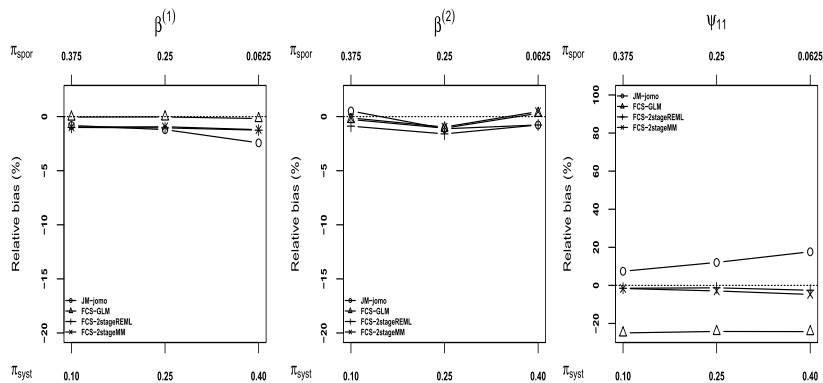 β(1)
β(2)
ψ11
πspor
0.375 0.25 0.0625
πspor
0.375 0.25 0.0625
πspor
0.375 0.25 0.0625
Relative bias (%)
0
−5
−10
−15
−20
JM−jomo
FCS−GLM
FCS−2stageREML
FCS−2stageMM
Relative bias (%)
0
−5
−10
−15
−20
JM−jomo
FCS−GLM
FCS−2stageREML
FCS−2stageMM
Relative bias (%)
100
80
60
40
20
0
−20
JM−jomo
FCS−GLM
FCS−2stageREML
FCS−2stageMM
πsyst
0.10 0.25 0.40
πsyst
0.10 0.25 0.40
πsyst
0.10 0.25 0.40